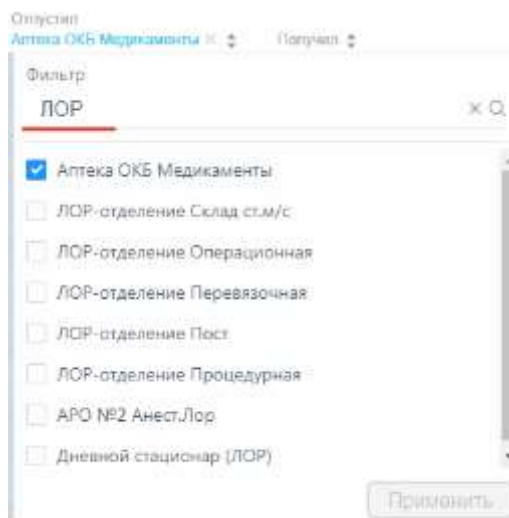 Отпустил
Аптека ОКБ Медикаменты × Получил
Фильтр
ЛОР ×
Аптека ОКБ Медикаменты
ЛОР-отделение Склад ст.м/с
ЛОР-отделение Операционная
ЛОР-отделение Перевязочная
ЛОР-отделение Пост
ЛОР-отделение Процедурная
АРО №2 Анест.Лор
Дневной стационар (ЛОР)
Применить